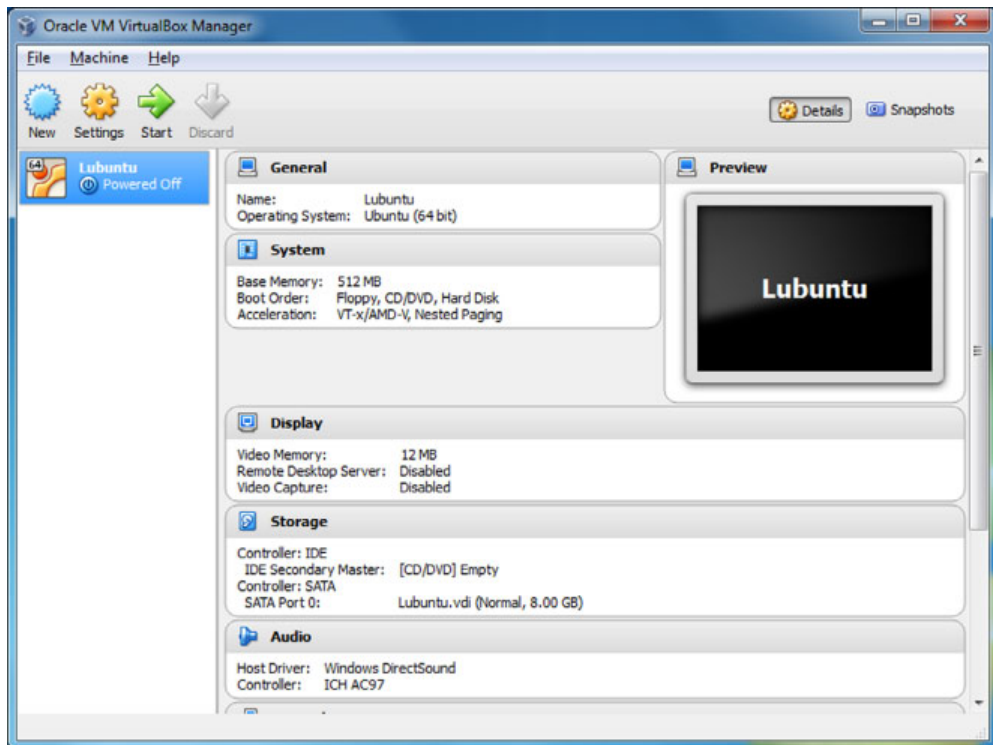 Oracle VM VirtualBox Manager
File Machine Help
New Settings Start Discard
Details Snapshots
64
Lubuntu
Powered Off
General
Name: Lubuntu
Operating System: Ubuntu (64 bit)
System
Base Memory: 512 MB
Boot Order: Floppy, CD/DVD, Hard Disk
Acceleration: VT-x/AMD-V, Nested Paging
Preview
Lubuntu
Display
Video Memory: 12 MB
Remote Desktop Server: Disabled
Video Capture: Disabled
Storage
Controller: IDE
IDE Secondary Master: [CD/DVD] Empty
Controller: SATA
SATA Port 0: Lubuntu.vdi (Normal, 8.00 GB)
Audio
Host Driver: Windows DirectSound
Controller: ICH AC97